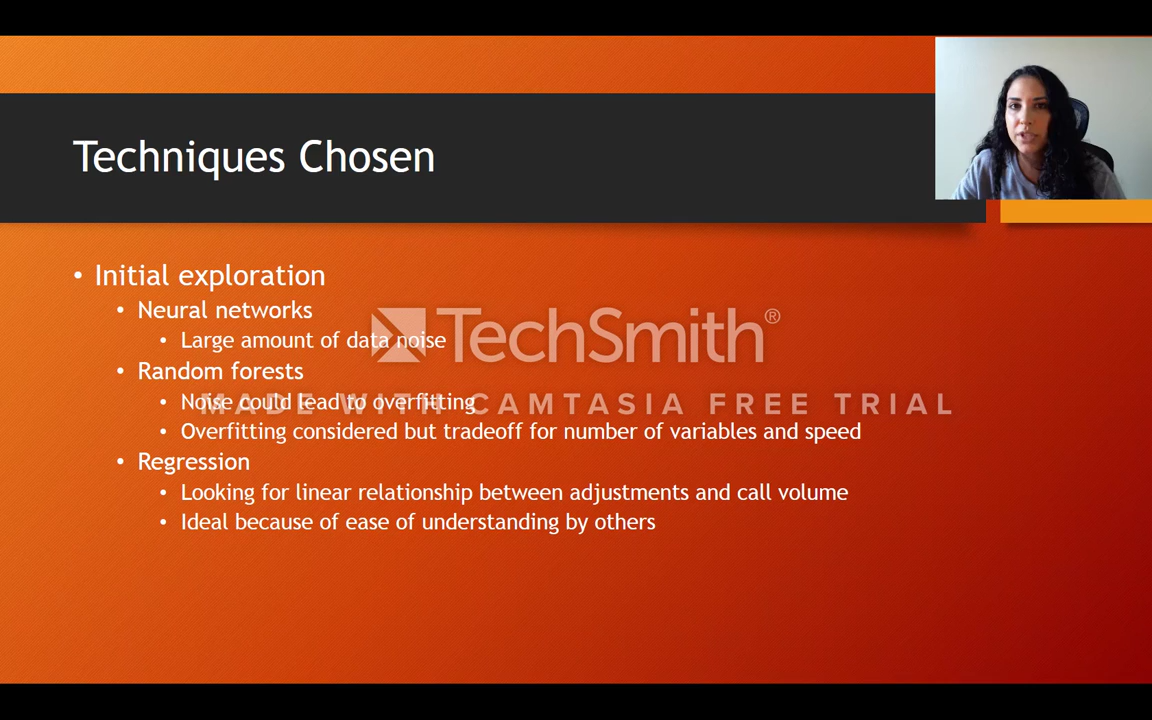 Techniques Chosen
• Initial exploration
• Neural networks
• Large amount of data noise
• Random forests
• Noise could lead to overfitting
• Overfitting considered but tradeoff for number of variables and speed
• Regression
• Looking for linear relationship between adjustments and call volume
• Ideal because of ease of understanding by others
TechSmith®
MADE WITH CAMTASIA FREE TRIAL